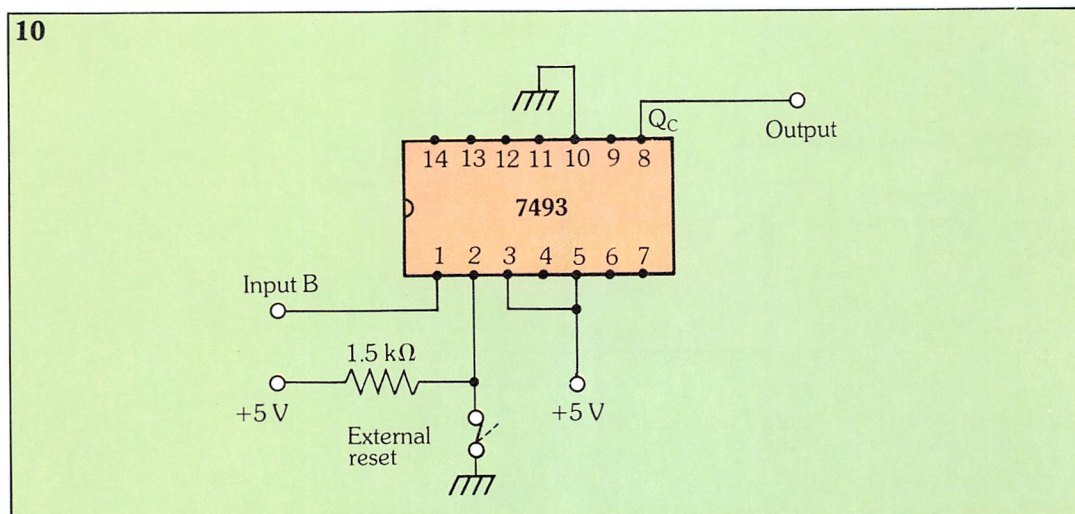 10
Q_C
Output
14 13 12 11 10 9 8
7493
1 2 3 4 5 6 7
Input B
1.5 kΩ
+5 V
+5 V
External
reset